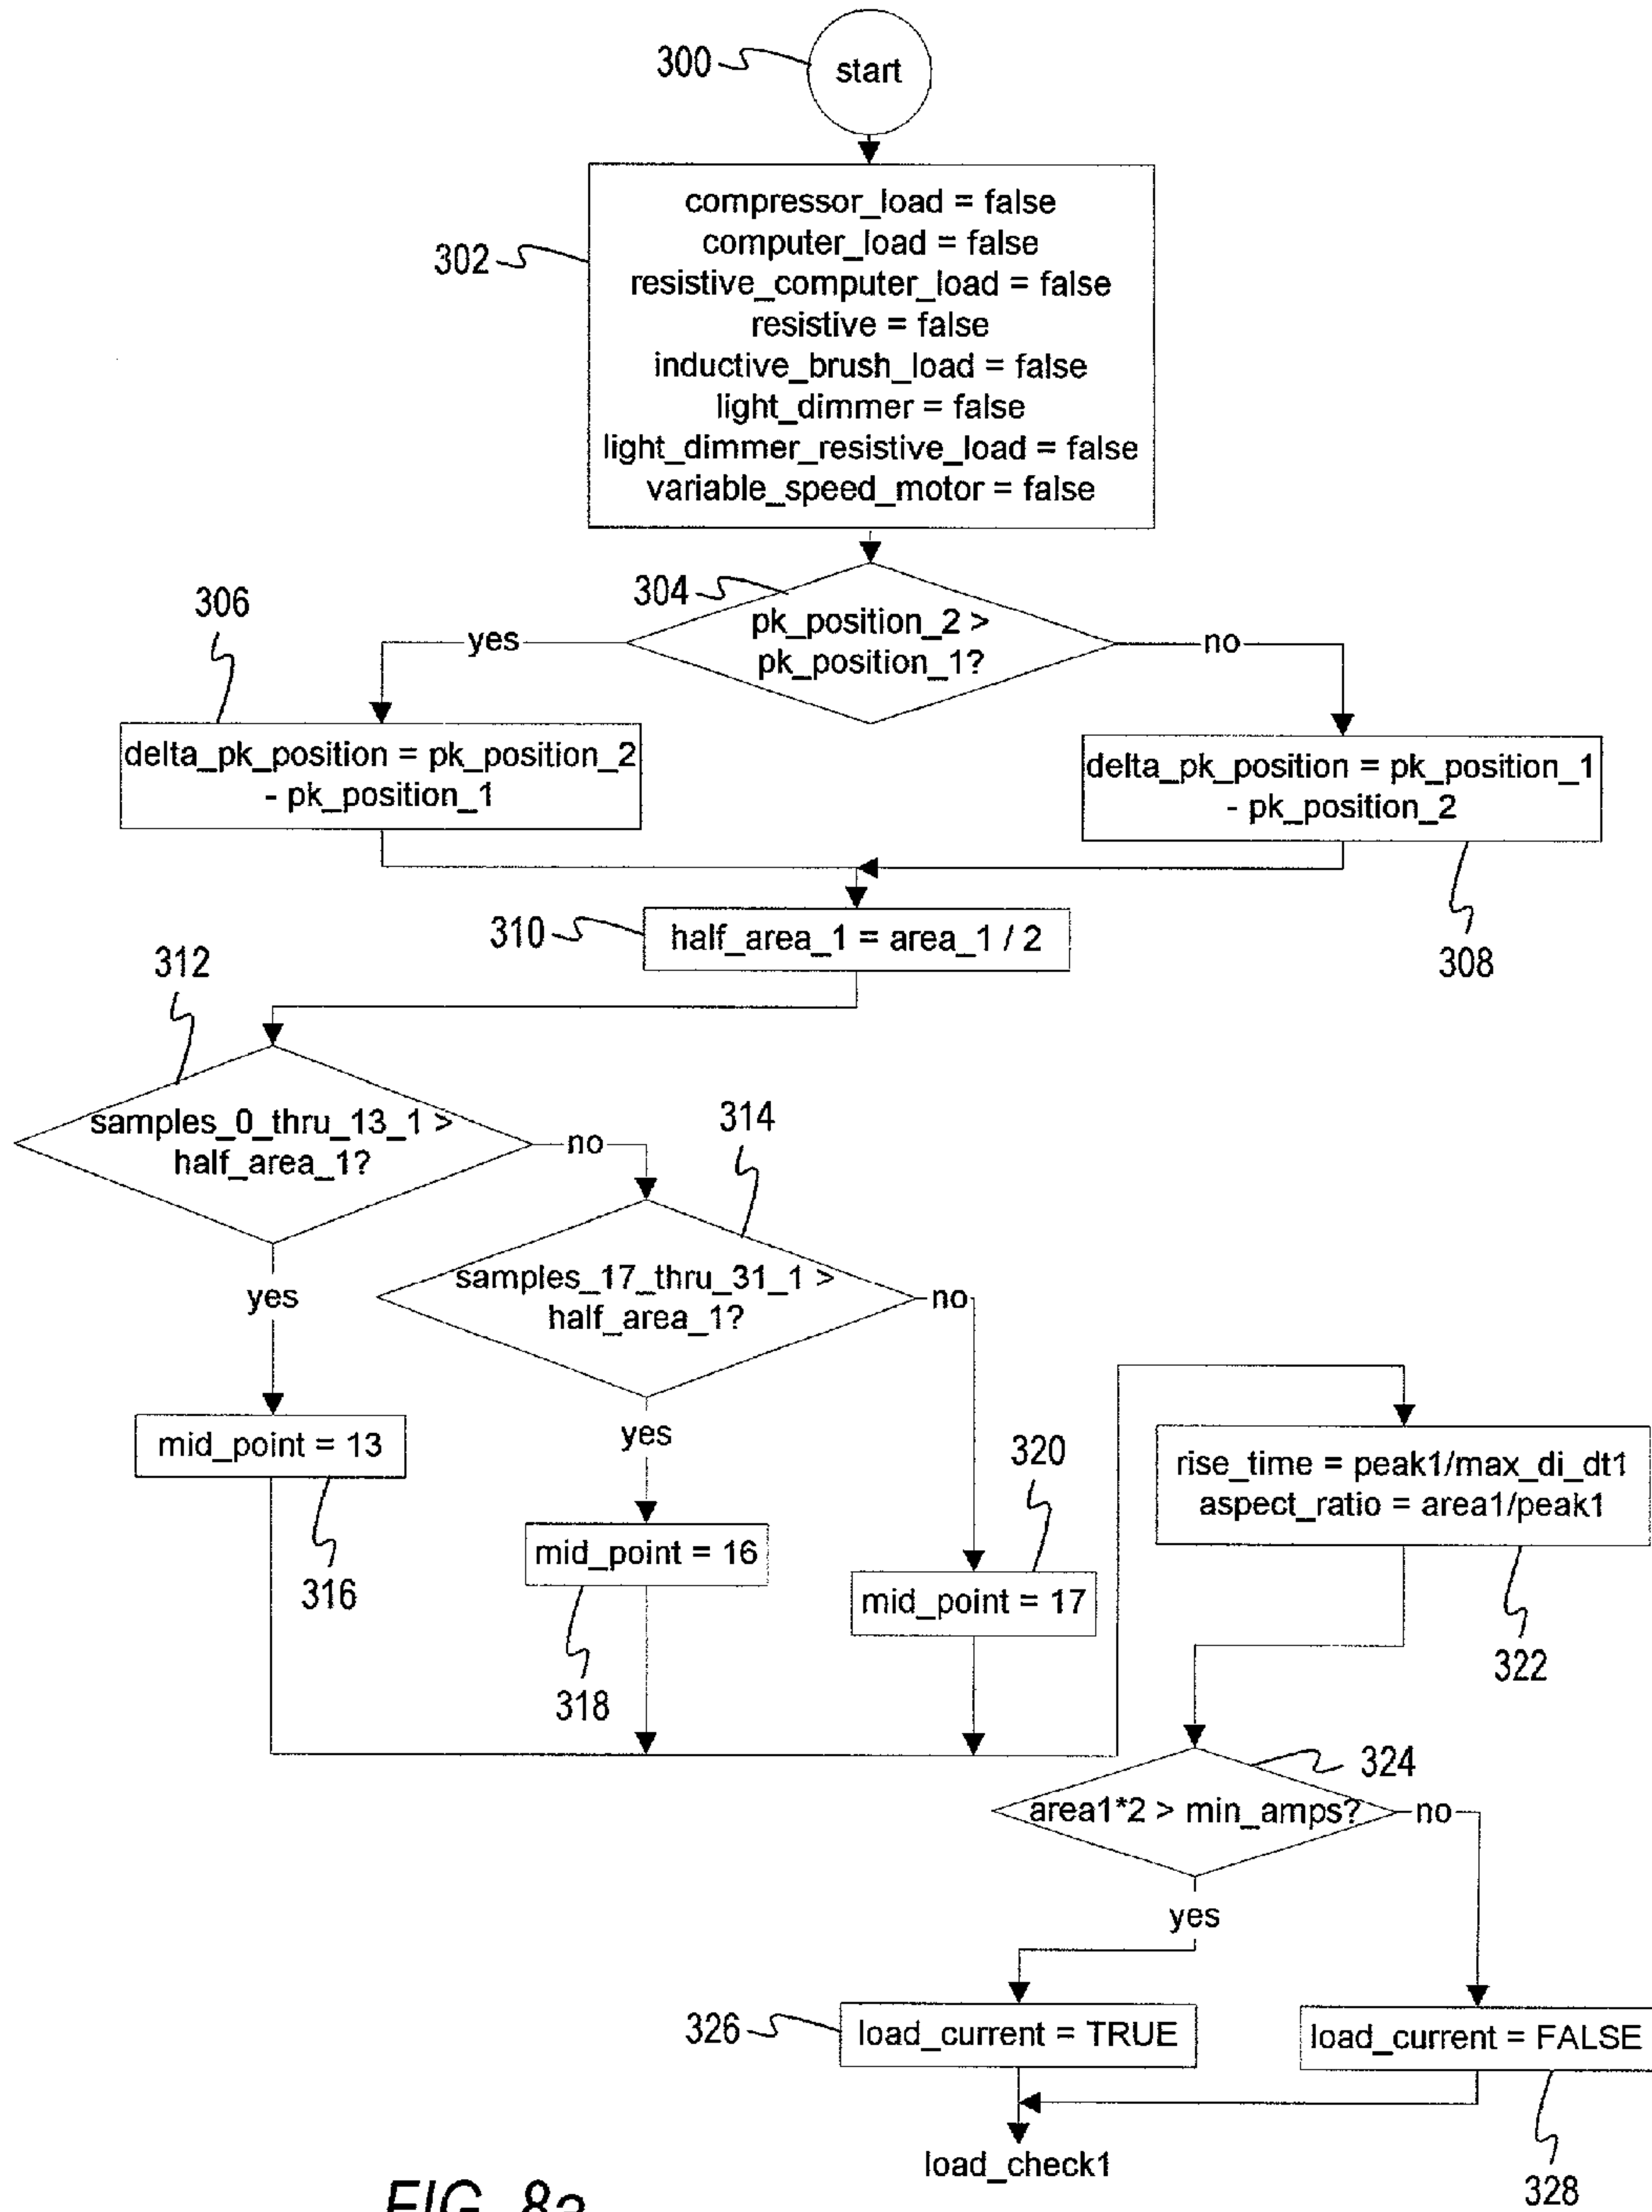 300
start
compressor_load = false
computer_load = false
302
resistive_computer_load = false
resistive = false
inductive_brush_load = false
light_dimmer = false
light_dimmer_resistive_load = false
variable_speed_motor = false
304
pk_position_2 >
pk_position_1?
yes
no
306
delta_pk_position = pk_position_2
- pk_position_1
delta_pk_position = pk_position_1
- pk_position_2
308
310
half_area_1 = area_1 / 2
312
samples_0_thru_13_1 >
half_area_1?
no
yes
314
samples_17_thru_31_1 >
half_area_1?
no
yes
mid_point = 13
316
mid_point = 16
318
320
mid_point = 17
rise_time = peak1/max_di_dt1
aspect_ratio = area1/peak1
322
324
area1*2 > min_amps?
no
yes
326
load_current = TRUE
load_current = FALSE
328
load_check1
FIG. 8a